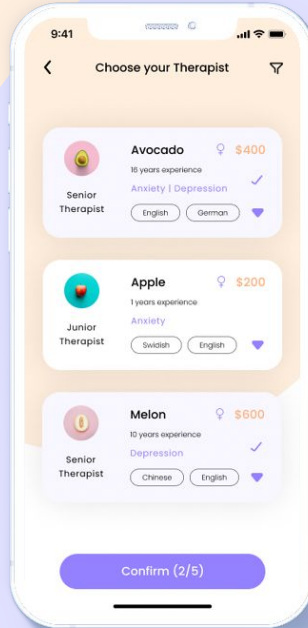 9:41
Choose your Therapist
Avocado $400
16 years experience
Anxiety | Depression
English German
Senior
Therapist
Apple $200
1 years experience
Anxiety
Swidish English
Junior
Therapist
Melon $600
10 years experience
Depression
Chinese English
Senior
Therapist
Confirm (2/5)